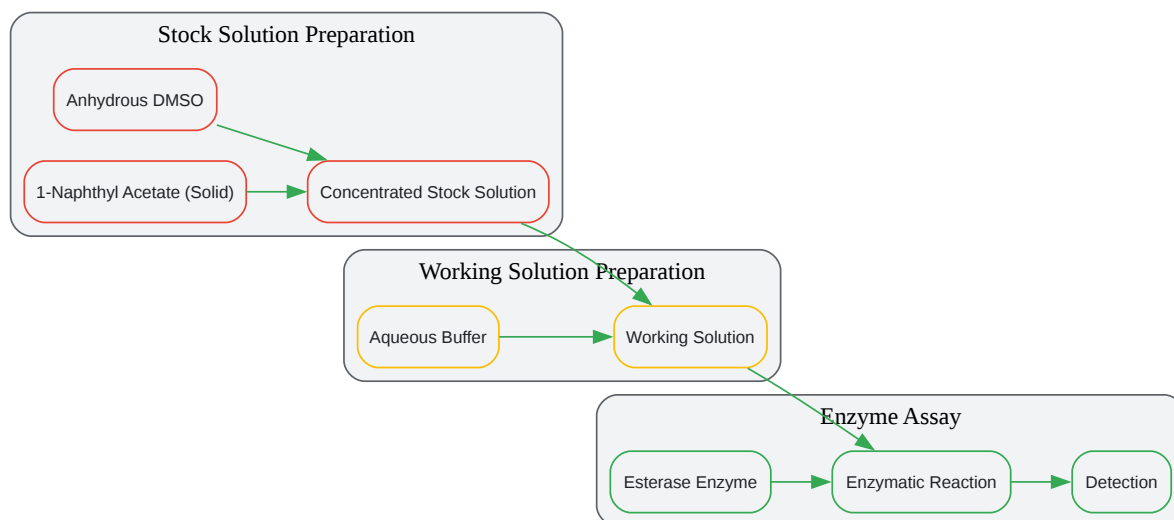 Stock Solution Preparation
Anhydrous DMSO
1-Naphthyl Acetate (Solid)
Concentrated Stock Solution
Working Solution Preparation
Aqueous Buffer
Working Solution
Enzyme Assay
Esterase Enzyme
Enzymatic Reaction
Detection